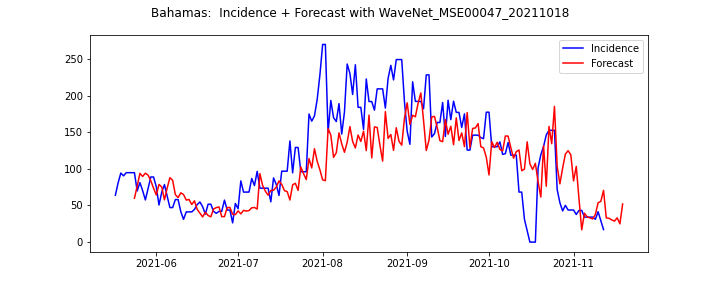 Bahamas:  Incidence + Forecast with WaveNet_MSE00047_20211018
Incidence
Forecast
250
200
150
100
50
0
2021-06 2021-07 2021-08 2021-09 2021-10 2021-11